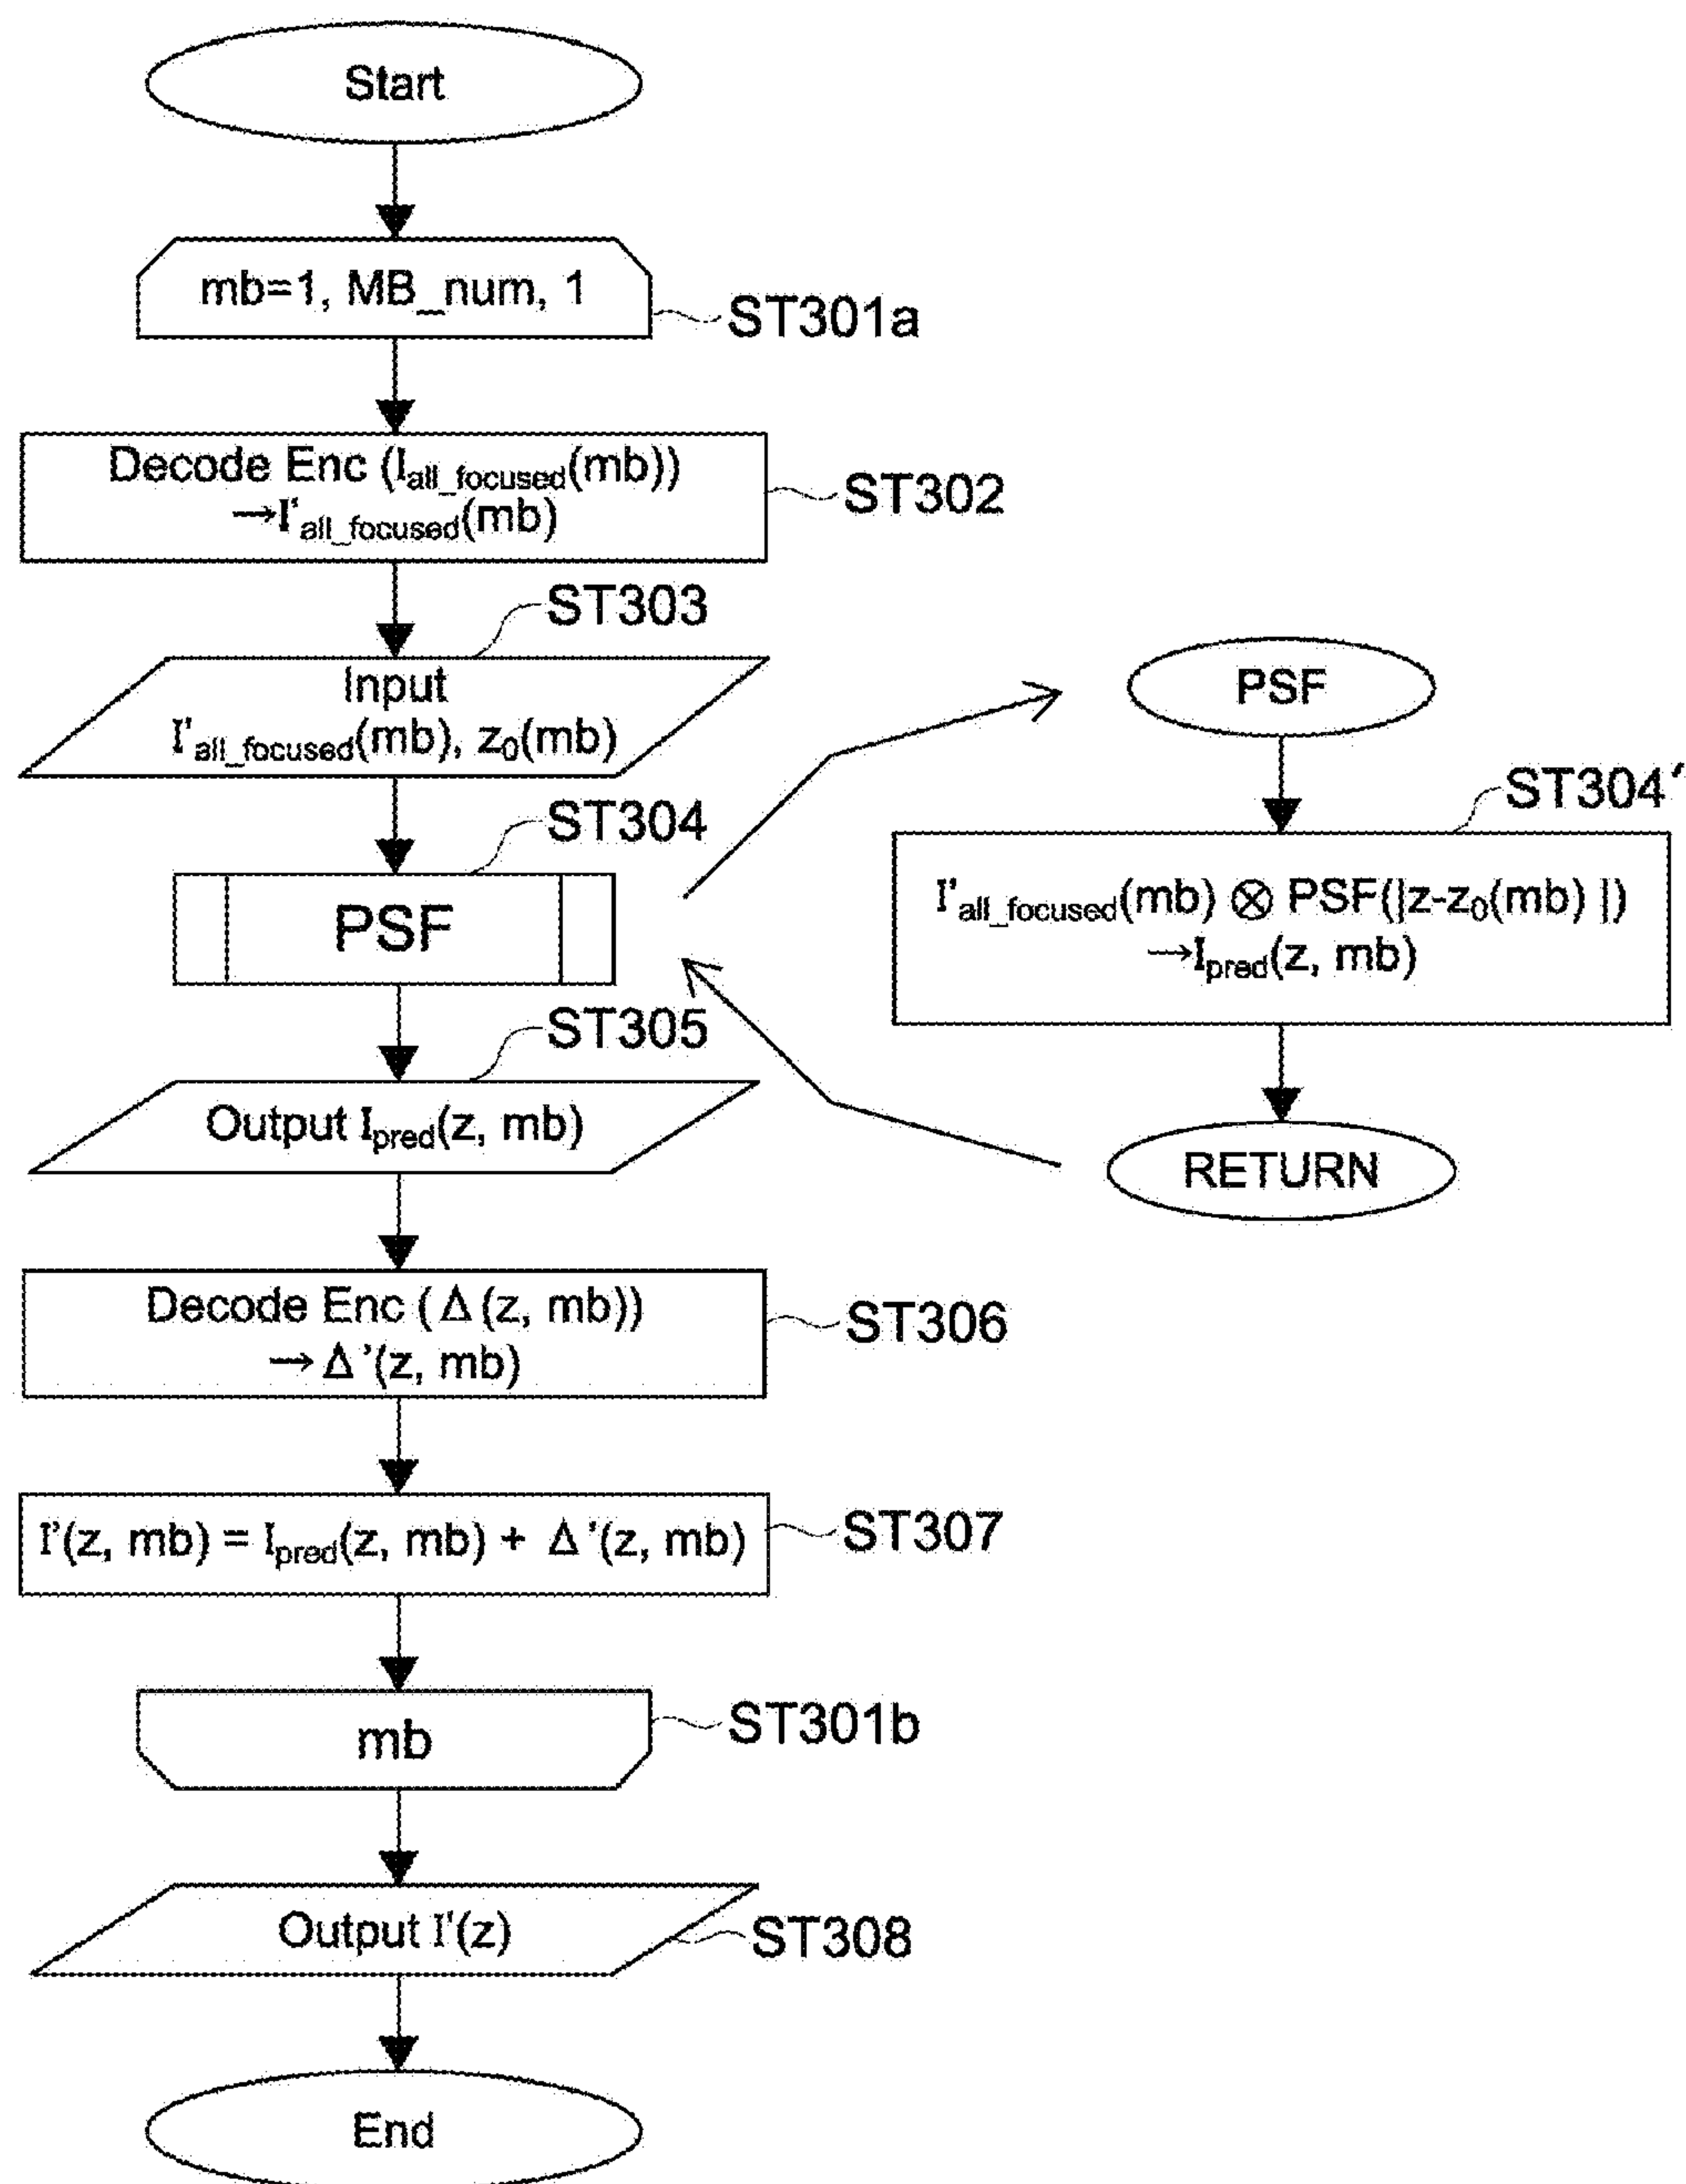 Start
mb=1, MB_num, 1
ST301a
Decode Enc (I_all_focused(mb))
→I'_all_focused(mb)
ST302
ST303
Input
I'_all_focused(mb), z₀(mb)
ST304
PSF
ST305
Output I_pred(z, mb)
Decode Enc (Δ(z, mb))
→Δ'(z, mb)
ST306
I'(z, mb) = I_pred(z, mb) + Δ'(z, mb)
ST307
mb
ST301b
Output I'(z)
ST308
End
PSF
ST304'
I'_all_focused(mb) ⊗ PSF(|z-z₀(mb)|)
→I_pred(z, mb)
RETURN